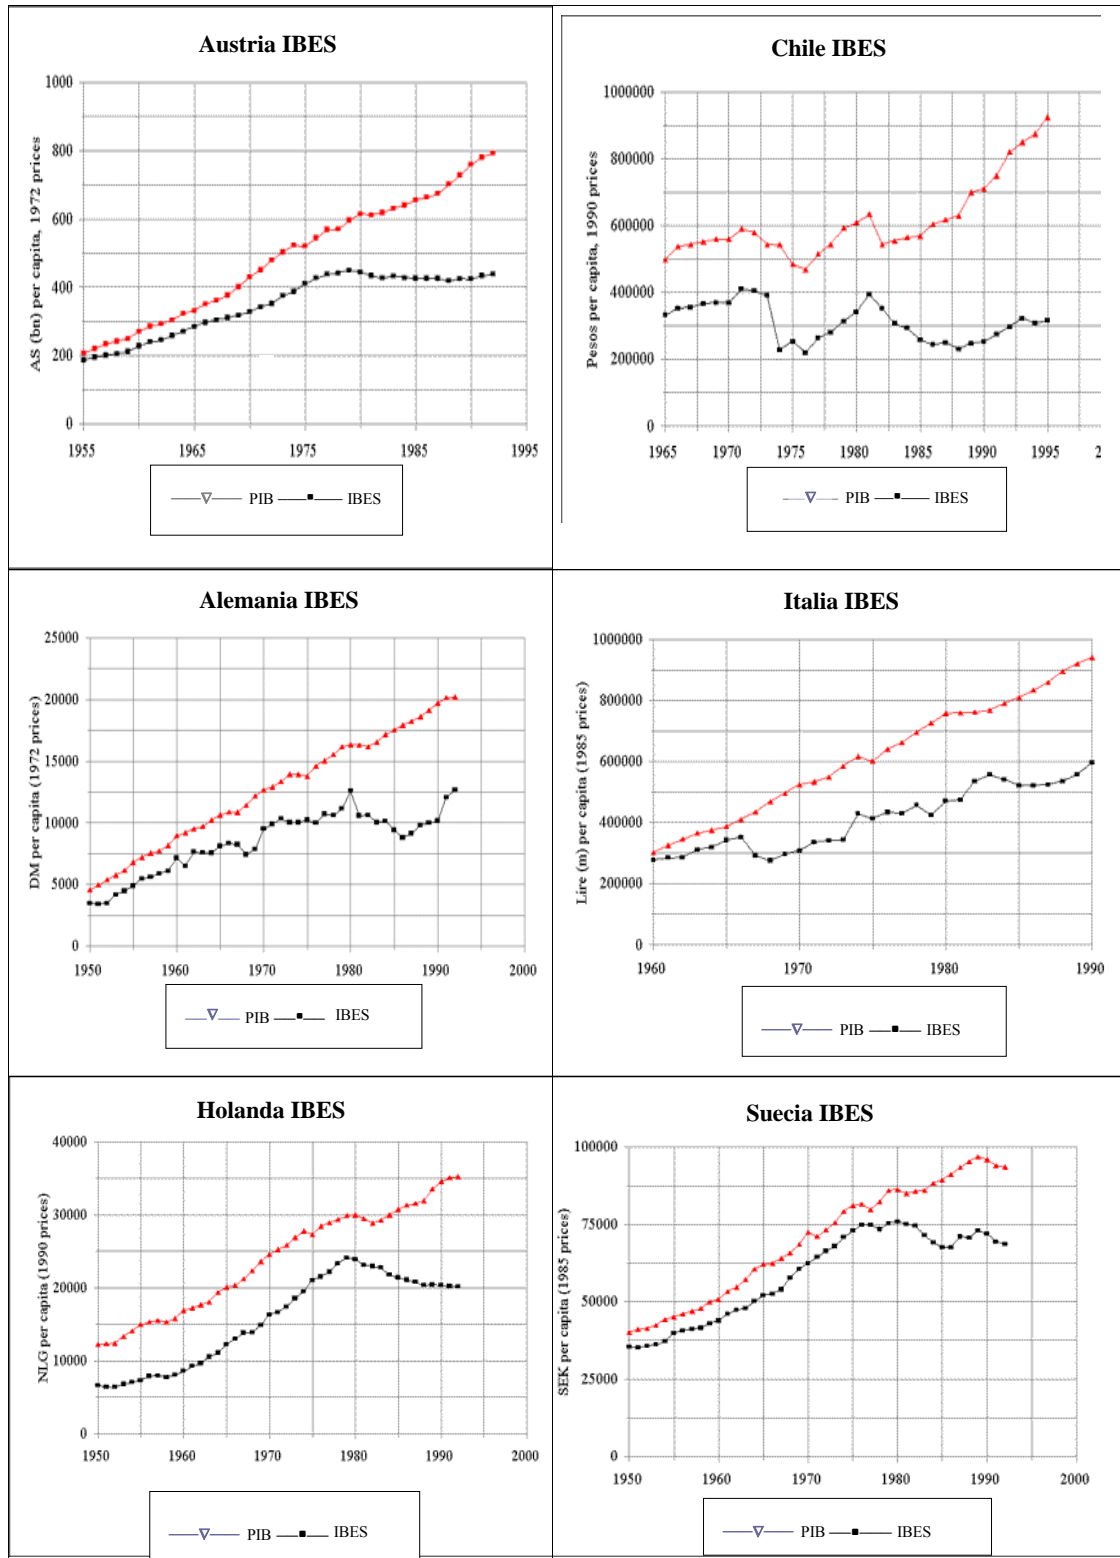 Austria IBES
AS (bn) per capita, 1972 prices
1000
800
600
400
200
0
1955 1965 1975 1985 1995
PIB IBES
Chile IBES
Pesos per capita, 1990 prices
1000000
800000
600000
400000
200000
0
1965 1970 1975 1980 1985 1990 1995 2
PIB IBES
Alemania IBES
DM per capita (1972 prices)
25000
20000
15000
10000
5000
0
1950 1960 1970 1980 1990 2000
PIB IBES
Italia IBES
Lire (m) per capita (1985 prices)
1000000
800000
600000
400000
200000
0
1960 1970 1980 1990
PIB IBES
Holanda IBES
NLG per capita (1990 prices)
40000
30000
20000
10000
0
1950 1960 1970 1980 1990 2000
PIB IBES
Suecia IBES
SEK per capita (1985 prices)
100000
75000
50000
25000
0
1950 1960 1970 1980 1990 2000
PIB IBES